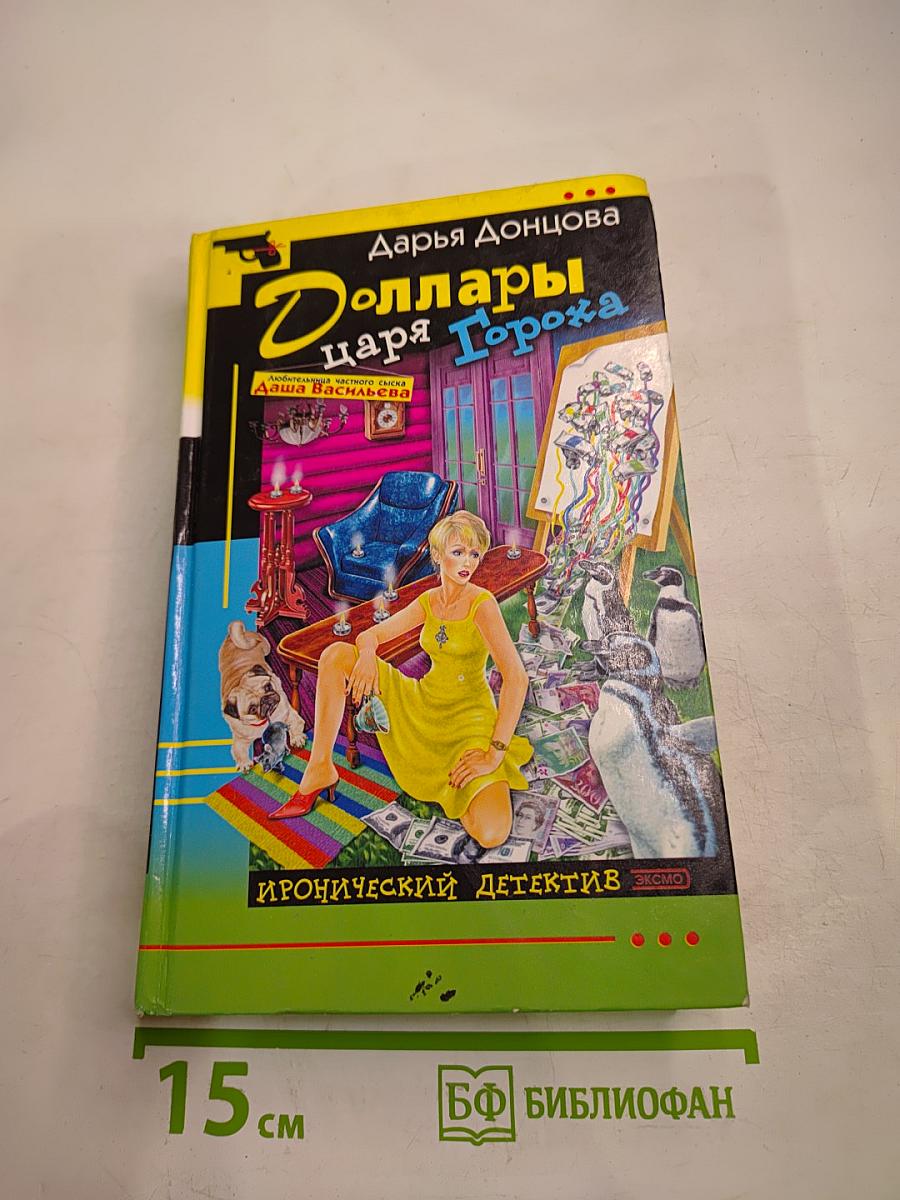 Дарья Донцова
Доллары
царя Гороха
Любительница частного сыска
Даша Васильева
ИРОНИЧЕСКИЙ ДЕТЕКТИВ ЭКСМО
15 см
БФ БИБЛИОФАН